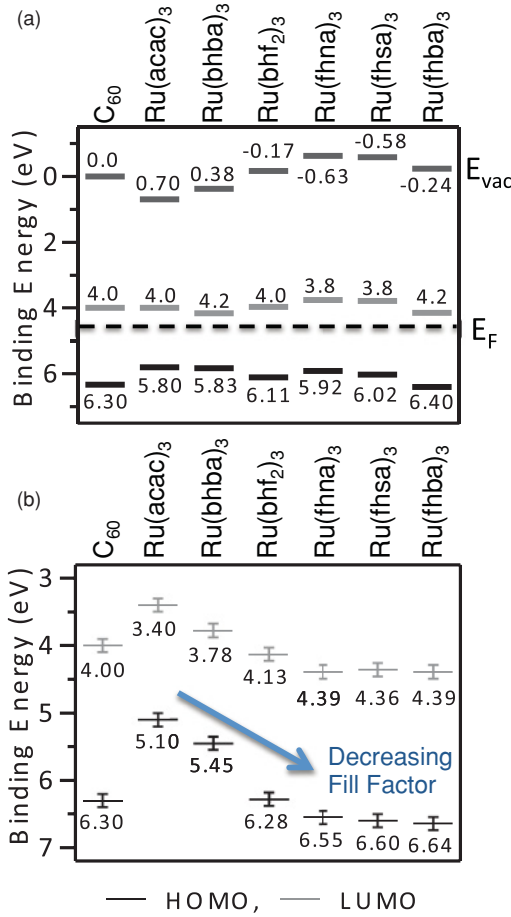 (a)
C60
Ru(acac)3
Ru(bhba)3
Ru(bhf2)3
Ru(fhna)3
Ru(fhsa)3
Ru(fhba)3
Binding Energy (eV)
0
2
4
6
0.0
0.70
0.38
-0.17
-0.63
-0.58
-0.24
Evac
4.0
4.0
4.2
4.0
3.8
3.8
4.2
EF
6.30
5.80
5.83
6.11
5.92
6.02
6.40
(b)
C60
Ru(acac)3
Ru(bhba)3
Ru(bhf2)3
Ru(fhna)3
Ru(fhsa)3
Ru(fhba)3
Binding Energy (eV)
3
4
5
6
7
4.00
3.40
3.78
4.13
4.39
4.36
4.39
Decreasing
Fill Factor
6.30
5.10
5.45
6.28
6.55
6.60
6.64
HOMO, LUMO